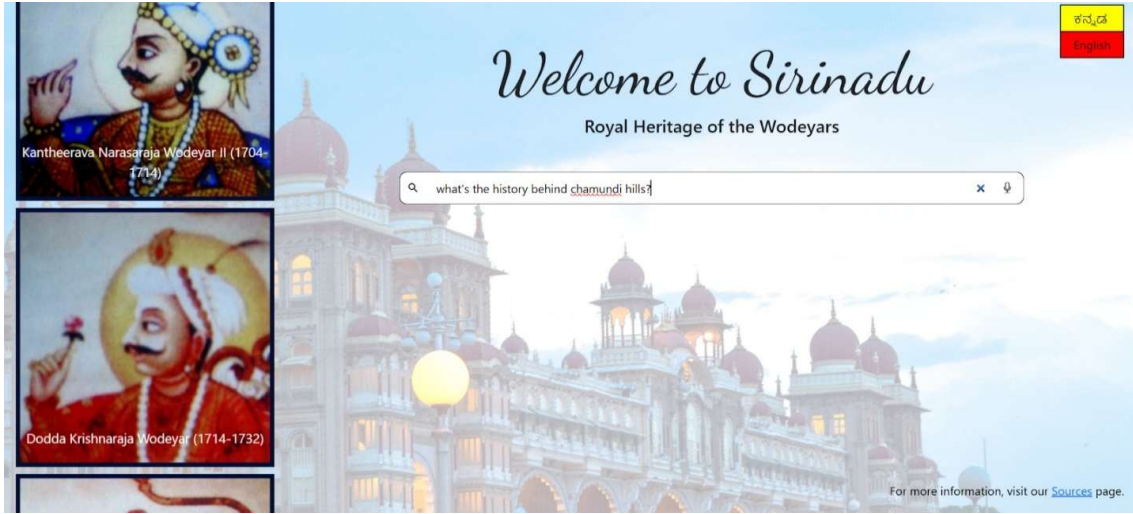 Kantheerava Narasaraja Wodeyar II (1704-
1714)
Dodda Krishnaraja Wodeyar (1714-1732)
Welcome to Sirinadu
Royal Heritage of the Wodeyars
what's the history behind chamundi hills?
ಕನ್ನಡ
English
For more information, visit our Sources page.